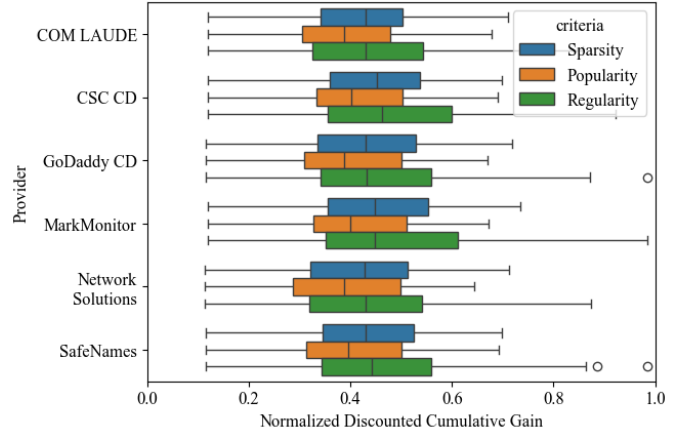 COM LAUDE
CSC CD
GoDaddy CD
MarkMonitor
Network
Solutions
SafeNames
Provider
criteria
Sparsity
Popularity
Regularity
0.0 0.2 0.4 0.6 0.8 1.0
Normalized Discounted Cumulative Gain